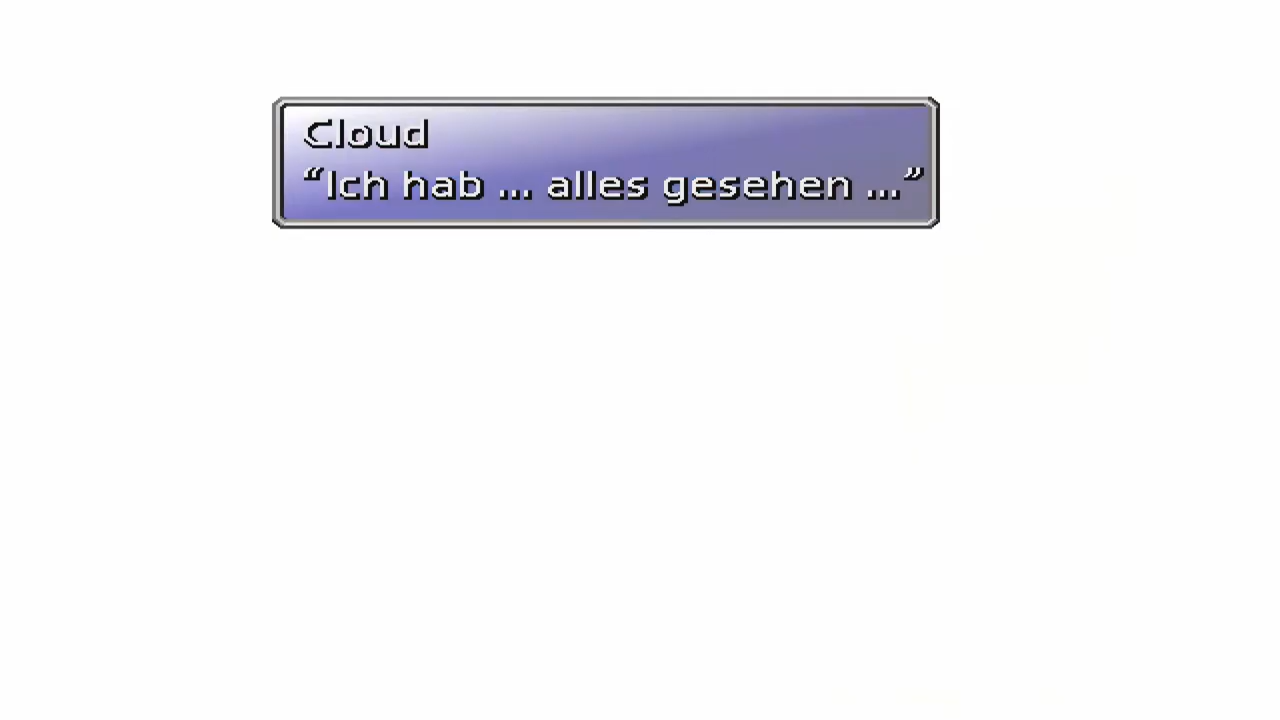 Cloud
“Ich hab ... alles gesehen ...”